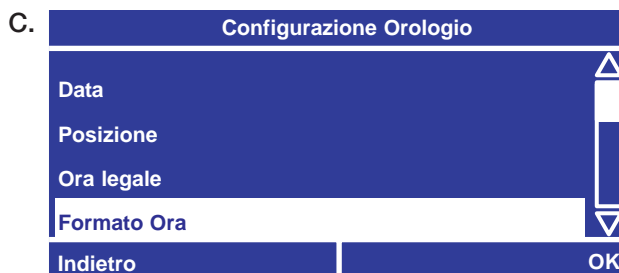 C.
Configurazione Orologio
Data
Posizione
Ora legale
Formato Ora
Indietro OK